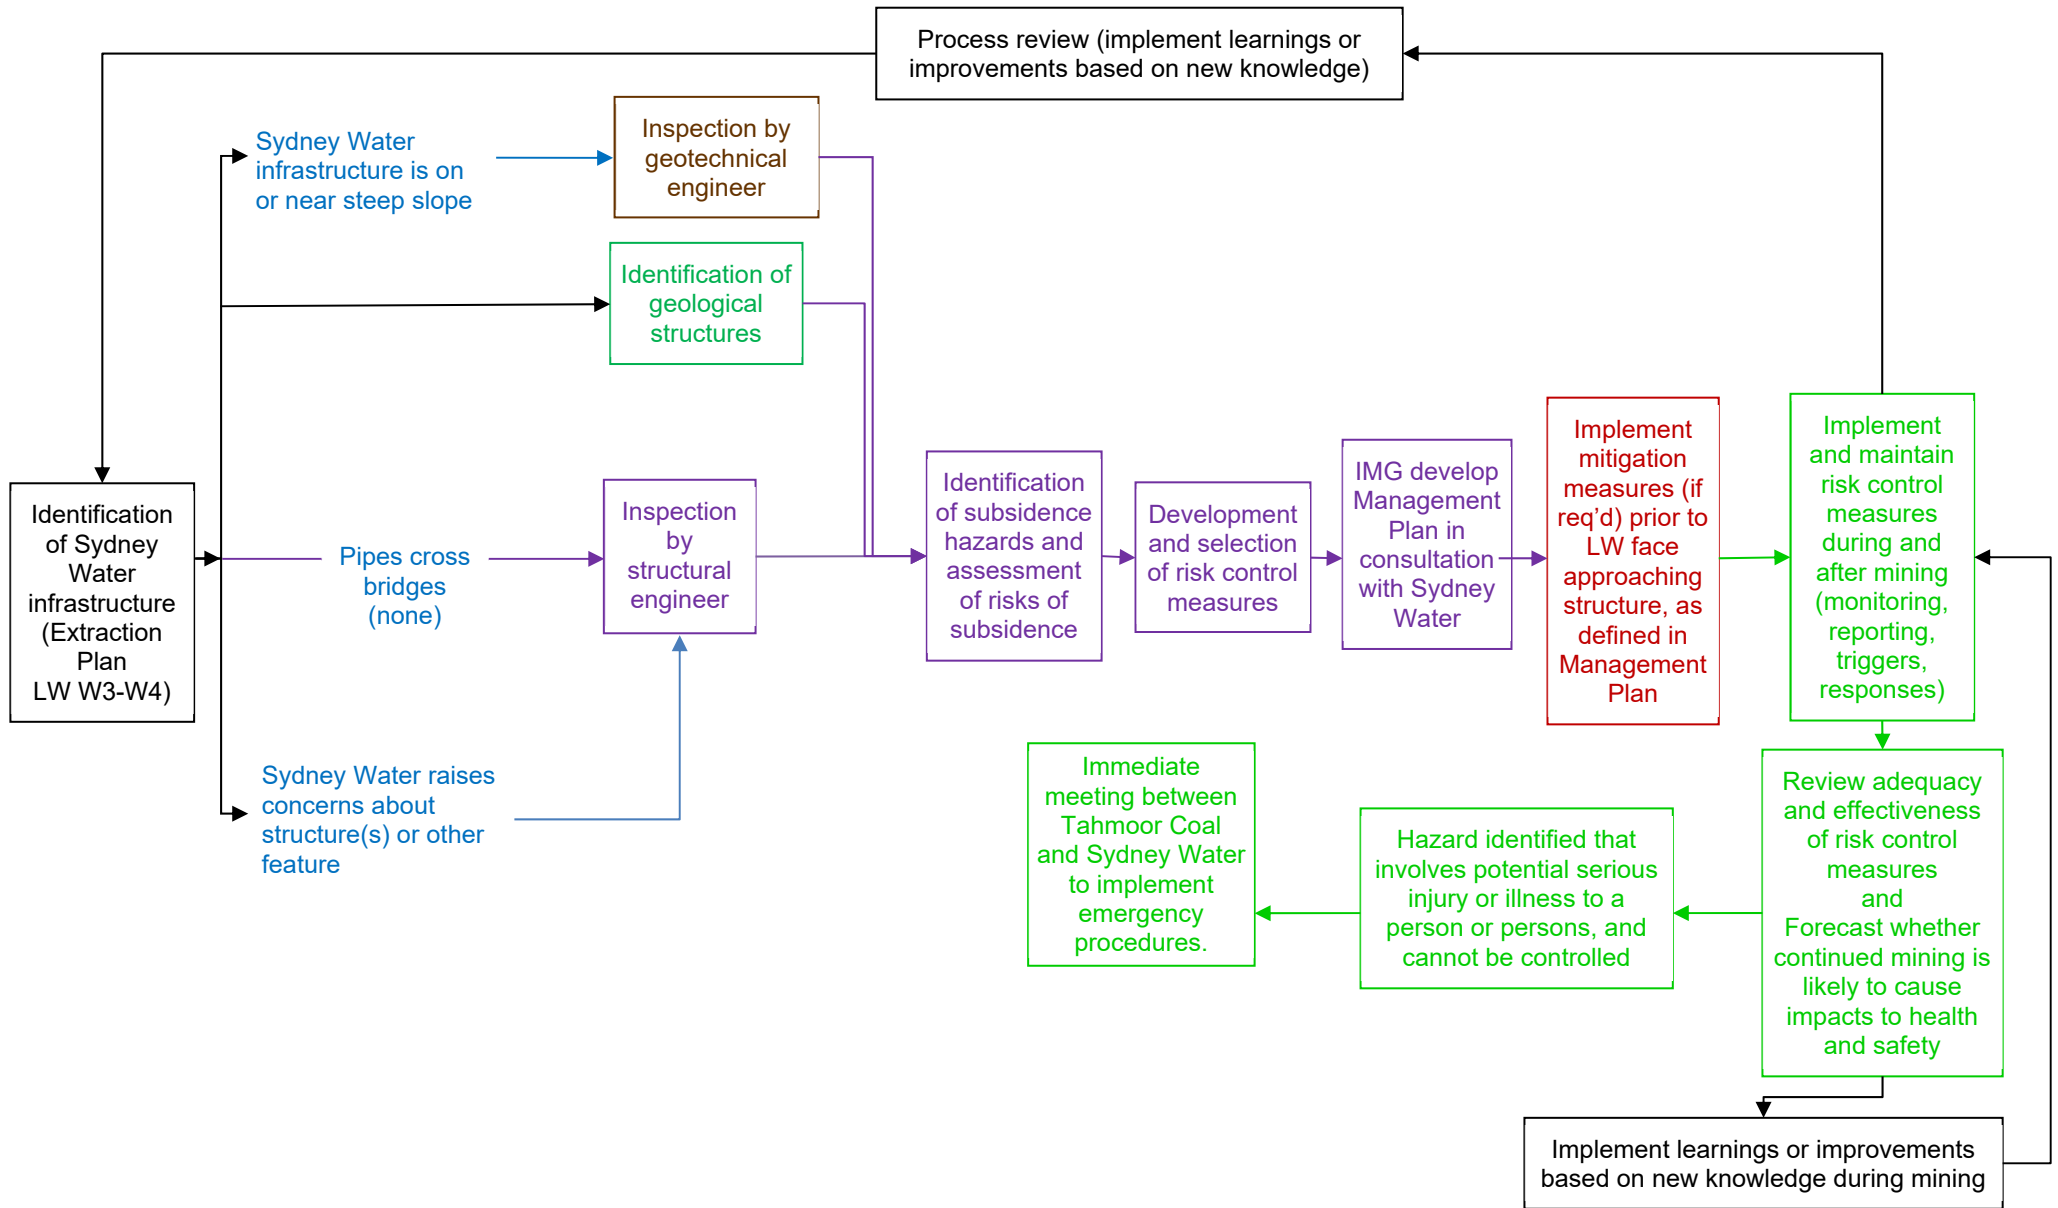 Process review (implement learnings or
improvements based on new knowledge)
Sydney Water
infrastructure is on
or near steep slope
Inspection by
geotechnical
engineer
Identification of
geological
structures
Identification
of Sydney
Water
infrastructure
(Extraction
Plan
LW W3-W4)
Pipes cross
bridges
(none)
Inspection
by
structural
engineer
Sydney Water raises
concerns about
structure(s) or other
feature
Identification
of subsidence
hazards and
assessment
of risks of
subsidence
Development
and selection
of risk control
measures
IMG develop
Management
Plan in
consultation
with Sydney
Water
Implement
mitigation
measures (if
req’d) prior to
LW face
approaching
structure, as
defined in
Management
Plan
Implement
and maintain
risk control
measures
during and
after mining
(monitoring,
reporting,
triggers,
responses)
Review adequacy
and effectiveness
of risk control
measures
and
Forecast whether
continued mining is
likely to cause
impacts to health
and safety
Hazard identified that
involves potential serious
injury or illness to a
person or persons, and
cannot be controlled
Immediate
meeting between
Tahmoor Coal
and Sydney Water
to implement
emergency
procedures.
Implement learnings or improvements
based on new knowledge during mining